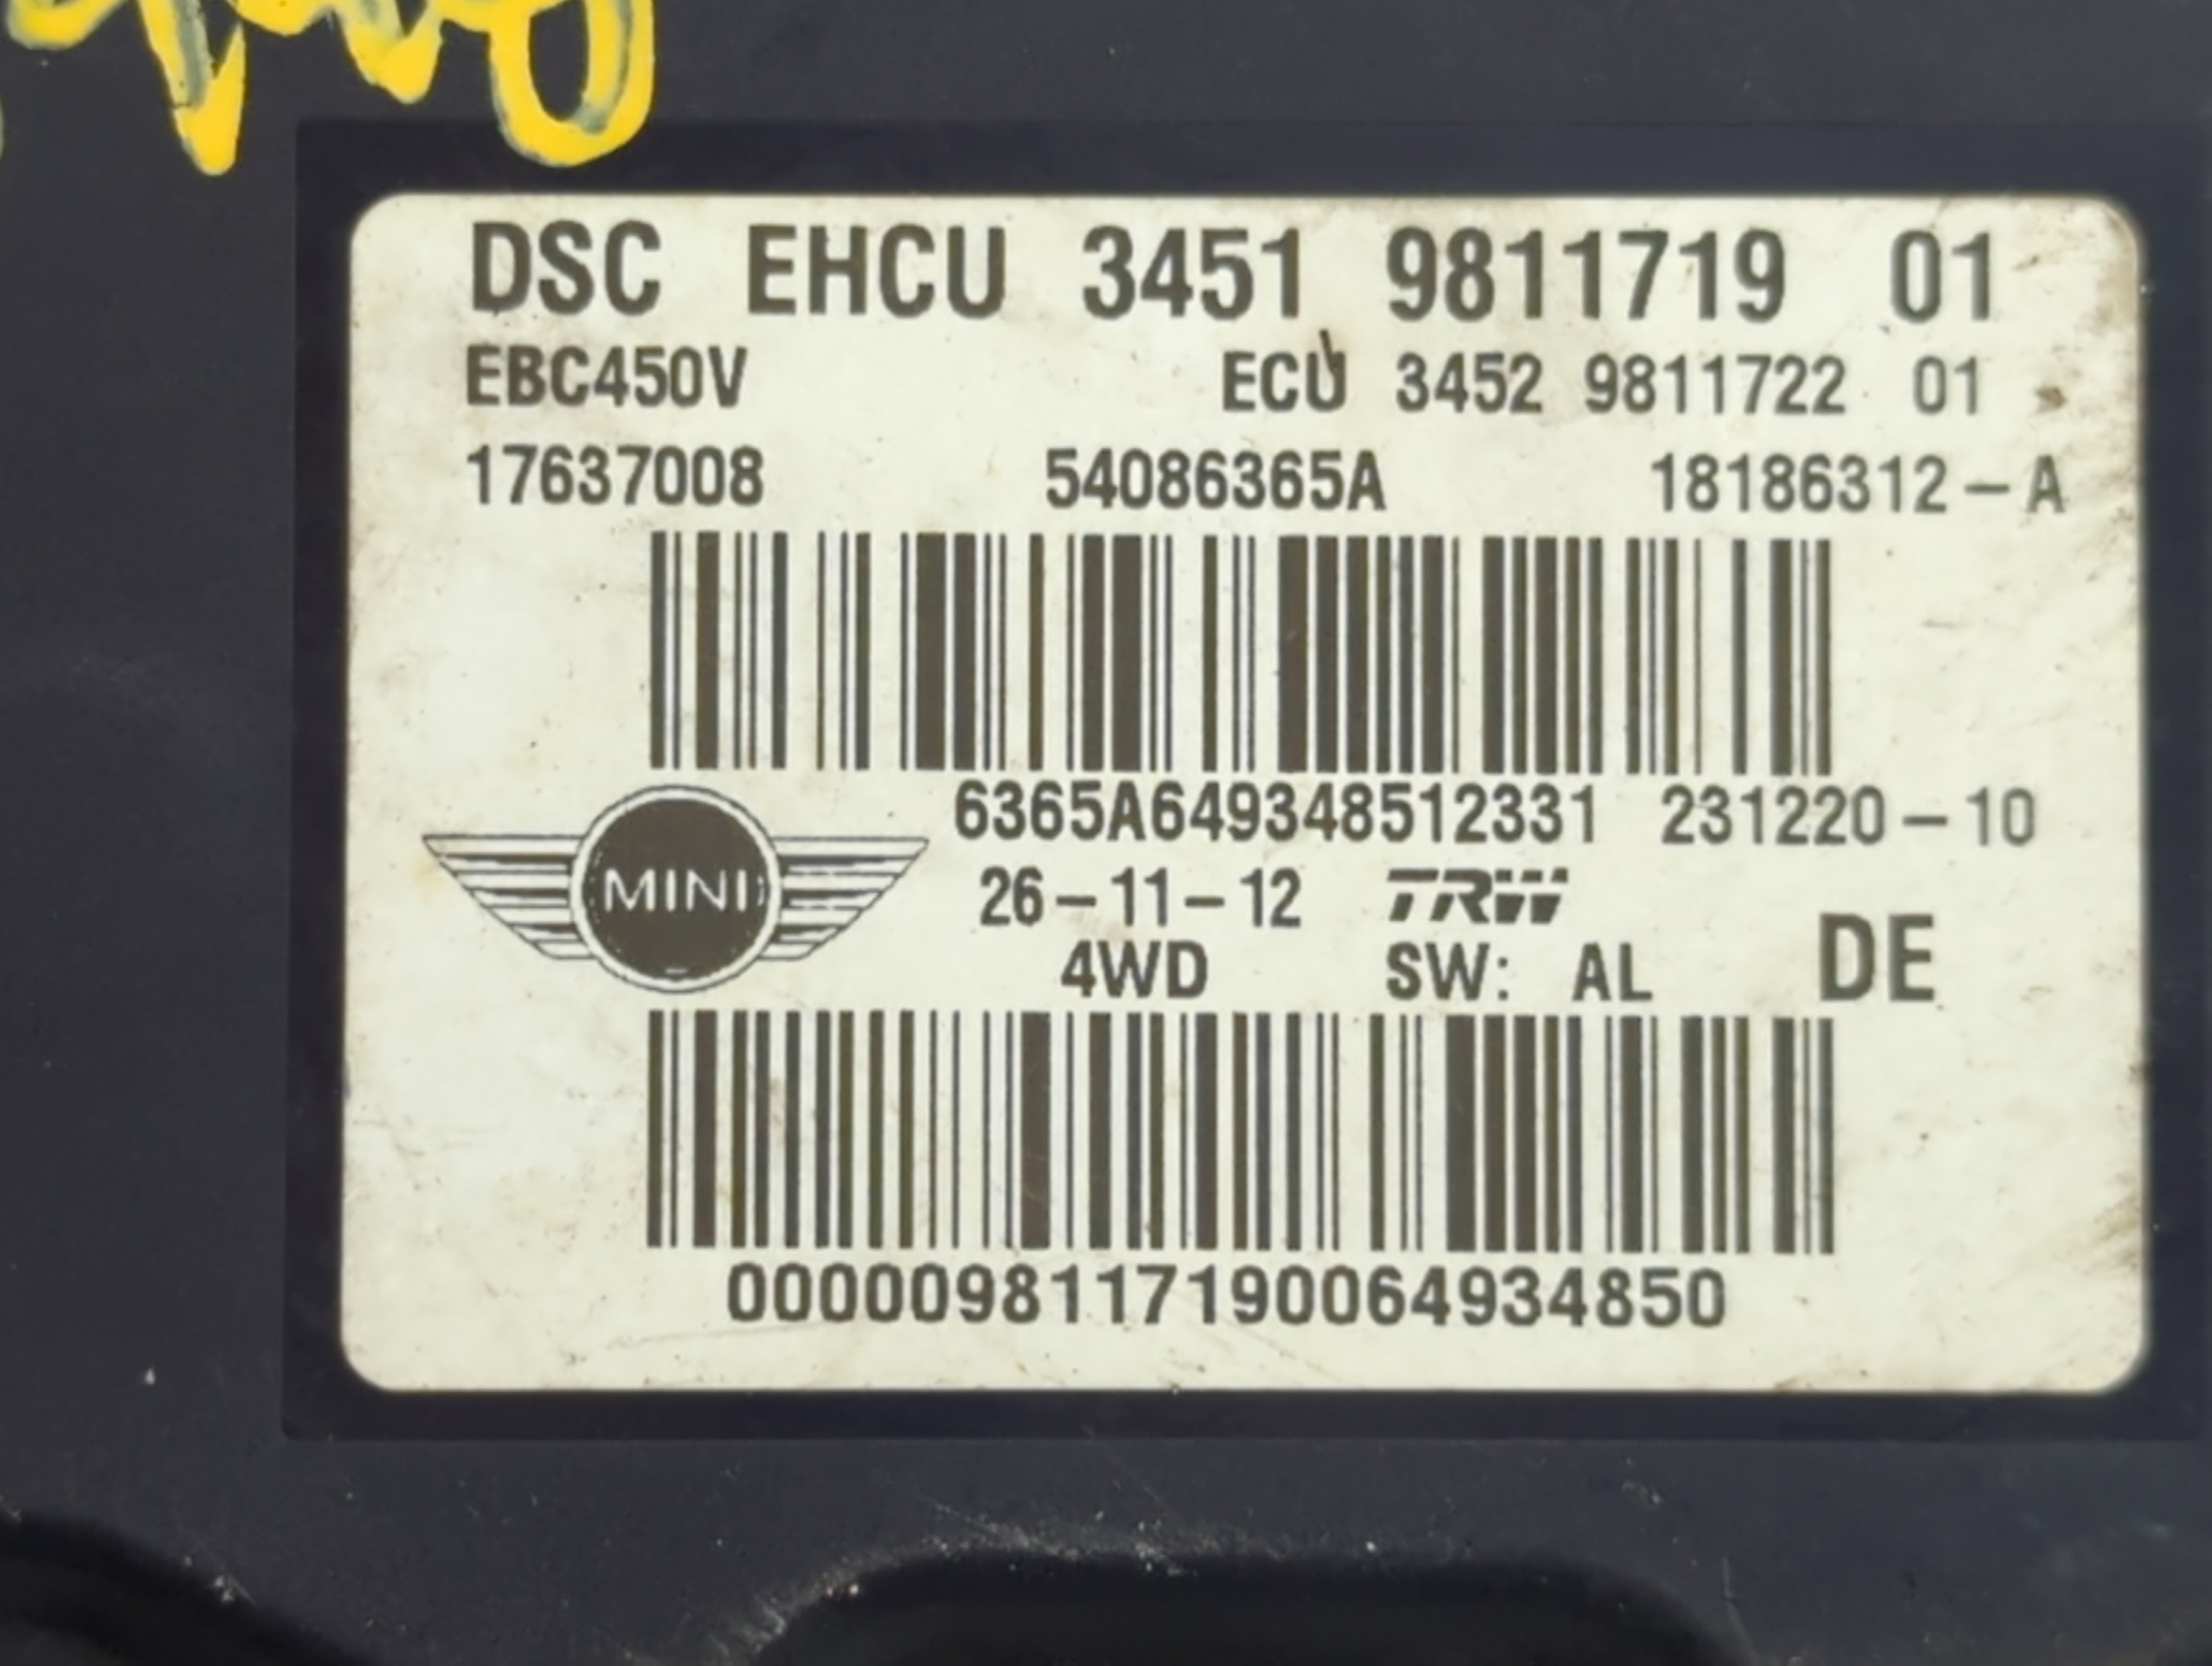 DSC EHCU 3451 9811719 01
EBC450V ECU 3452 9811722 01
17637008 54086365A 18186312-A
6365A649348512331 231220-10
MINI
26-11-12 TRW
4WD SW: AL DE
0000098117190064934850